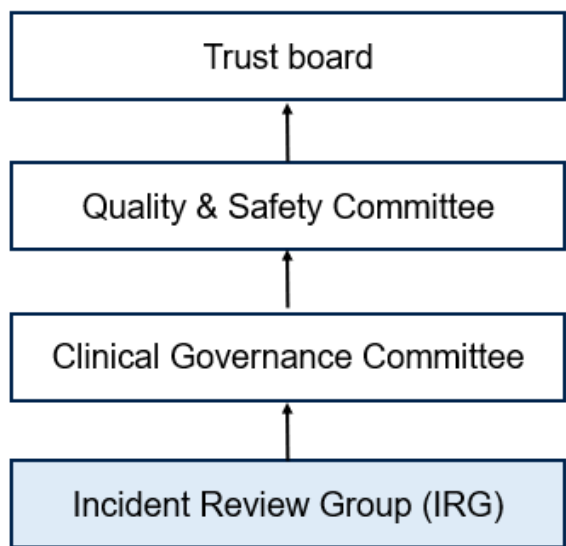 Trust board
Quality & Safety Committee
Clinical Governance Committee
Incident Review Group (IRG)